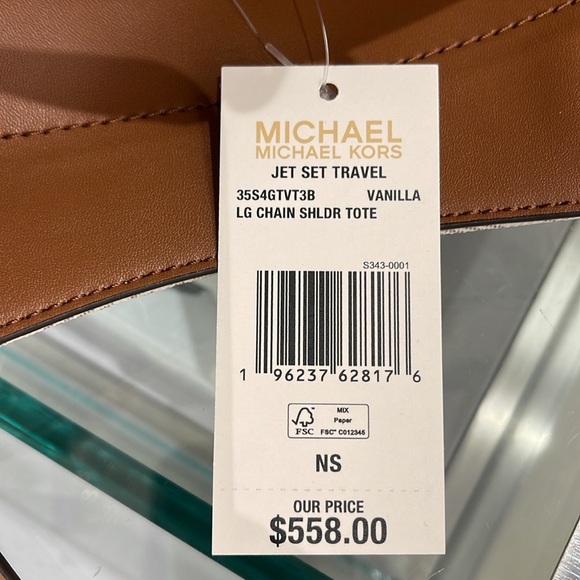 MICHAEL
MICHAEL KORS
JET SET TRAVEL
35S4GTVT3B VANILLA
LG CHAIN SHLDR TOTE
S343-0001
1 96237 62817 6
FSC
MIX
Paper
FSC™ C012345
NS
OUR PRICE
$558.00